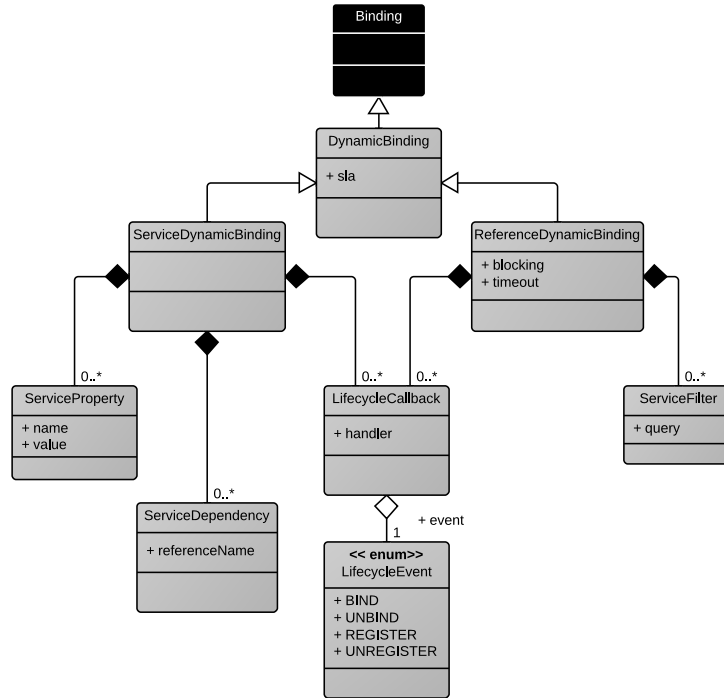 Binding
DynamicBinding
+ sla
ServiceDynamicBinding
ReferenceDynamicBinding
+ blocking
+ timeout
0..*
0..*
0..*
0..*
ServiceProperty
+ name
+ value
LifecycleCallback
+ handler
ServiceFilter
+ query
0..*
ServiceDependency
+ referenceName
+ event
1
<< enum>>
LifecycleEvent
+ BIND
+ UNBIND
+ REGISTER
+ UNREGISTER